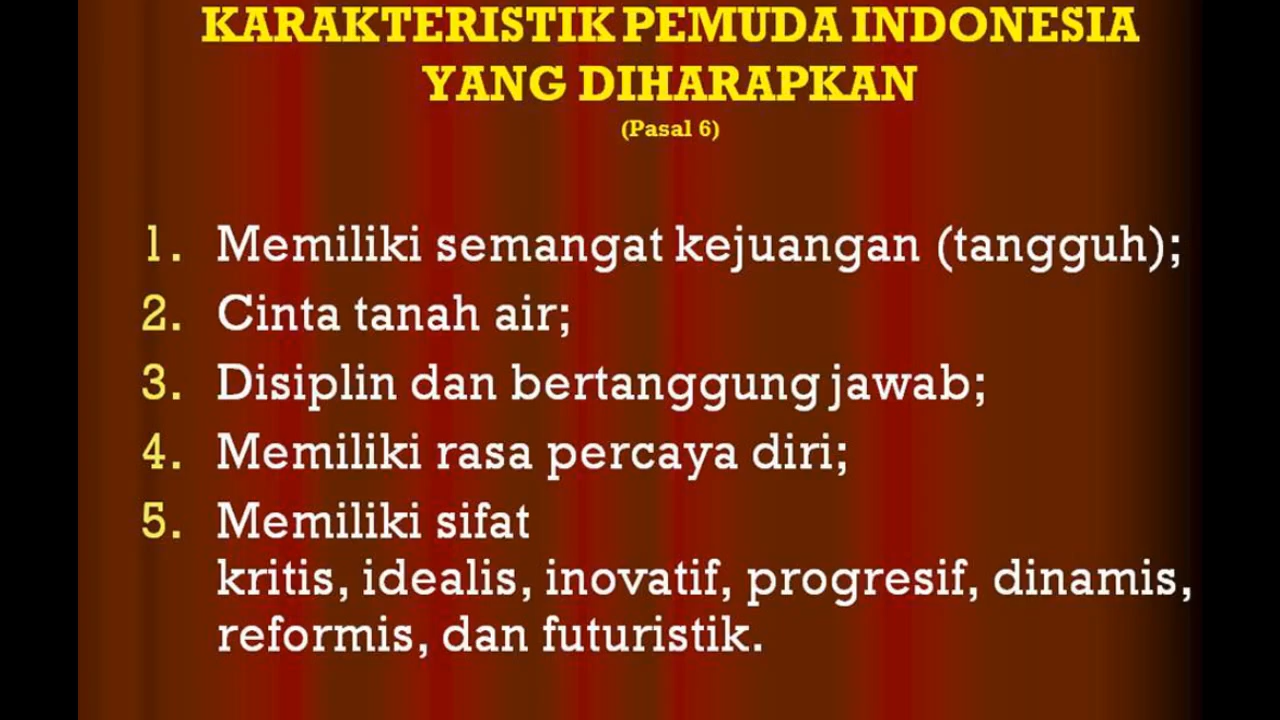 KARAKTERISTIK PEMUDA INDONESIA
YANG DIHARAPKAN
(Pasal 6)
1. Memiliki semangat kejuangan (tangguh);
2. Cinta tanah air;
3. Disiplin dan bertanggung jawab;
4. Memiliki rasa percaya diri;
5. Memiliki sifat
kritis, idealis, inovatif, progresif, dinamis,
reformis, dan futuristik.